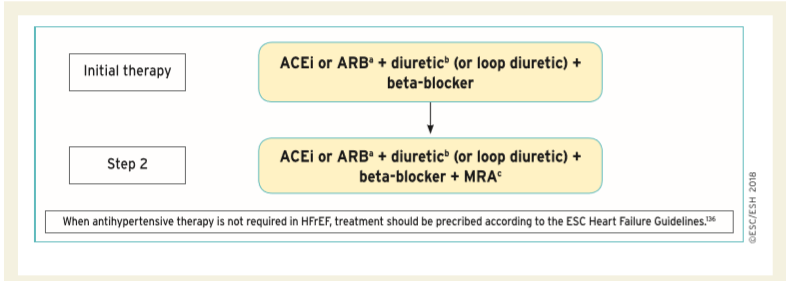 Initial therapy
ACEi or ARBᵃ + diureticᵇ (or loop diuretic) +
beta-blocker
Step 2
ACEi or ARBᵃ + diureticᵇ (or loop diuretic) +
beta-blocker + MRAᶜ
When antihypertensive therapy is not required in HFrEF, treatment should be precribed according to the ESC Heart Failure Guidelines.¹³⁶
©ESC/ESH 2018